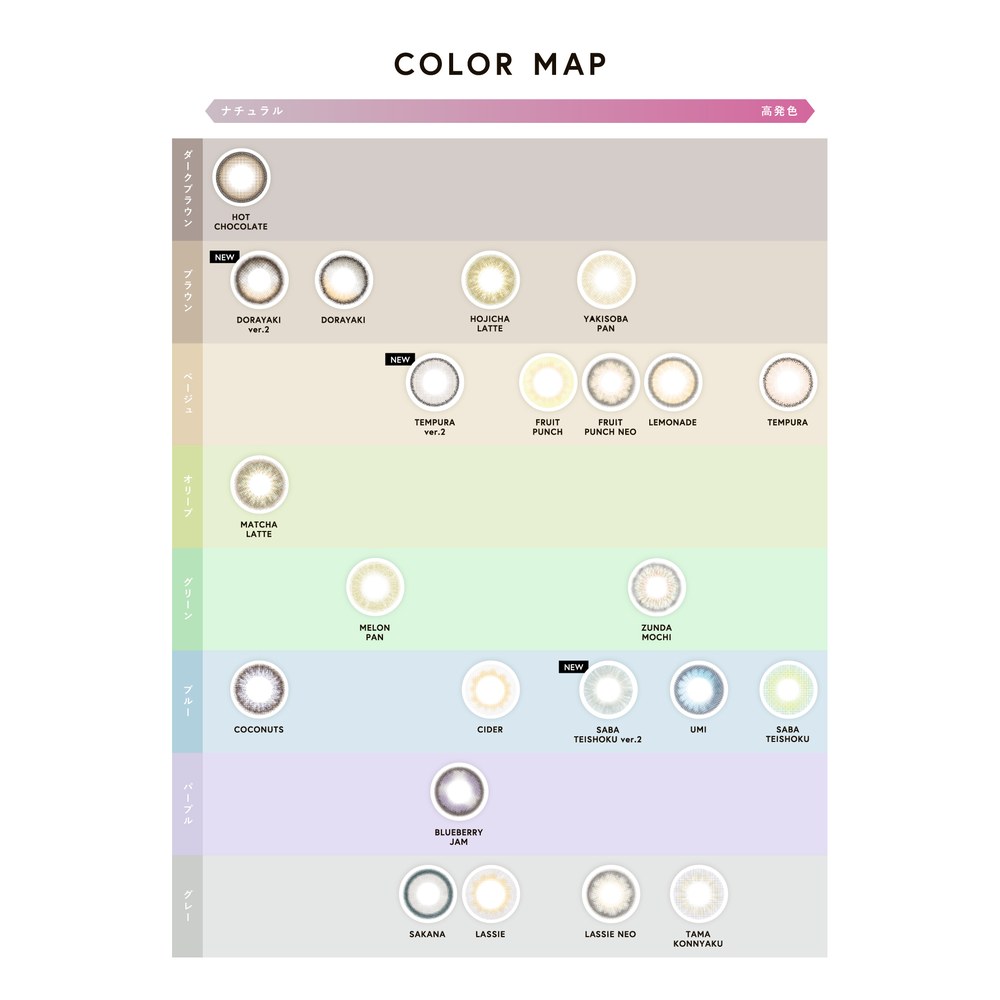 COLOR MAP
ナチュラル
高発色
ダークブラウン
HOT
CHOCOLATE
ブラウン
NEW
DORAYAKI
ver.2
DORAYAKI
HOJICHA
LATTE
YAKISOBA
PAN
ベージュ
NEW
TEMPURA
ver.2
FRUIT
PUNCH
FRUIT
PUNCH NEO
LEMONADE
TEMPURA
オリーブ
MATCHA
LATTE
グリーン
MELON
PAN
ZUNDA
MOCHI
ブルー
COCONUTS
CIDER
NEW
SABA
TEISHOKU ver.2
UMI
SABA
TEISHOKU
パープル
BLUEBERRY
JAM
グレー
SAKANA
LASSIE
LASSIE NEO
TAMA
KONNYAKU